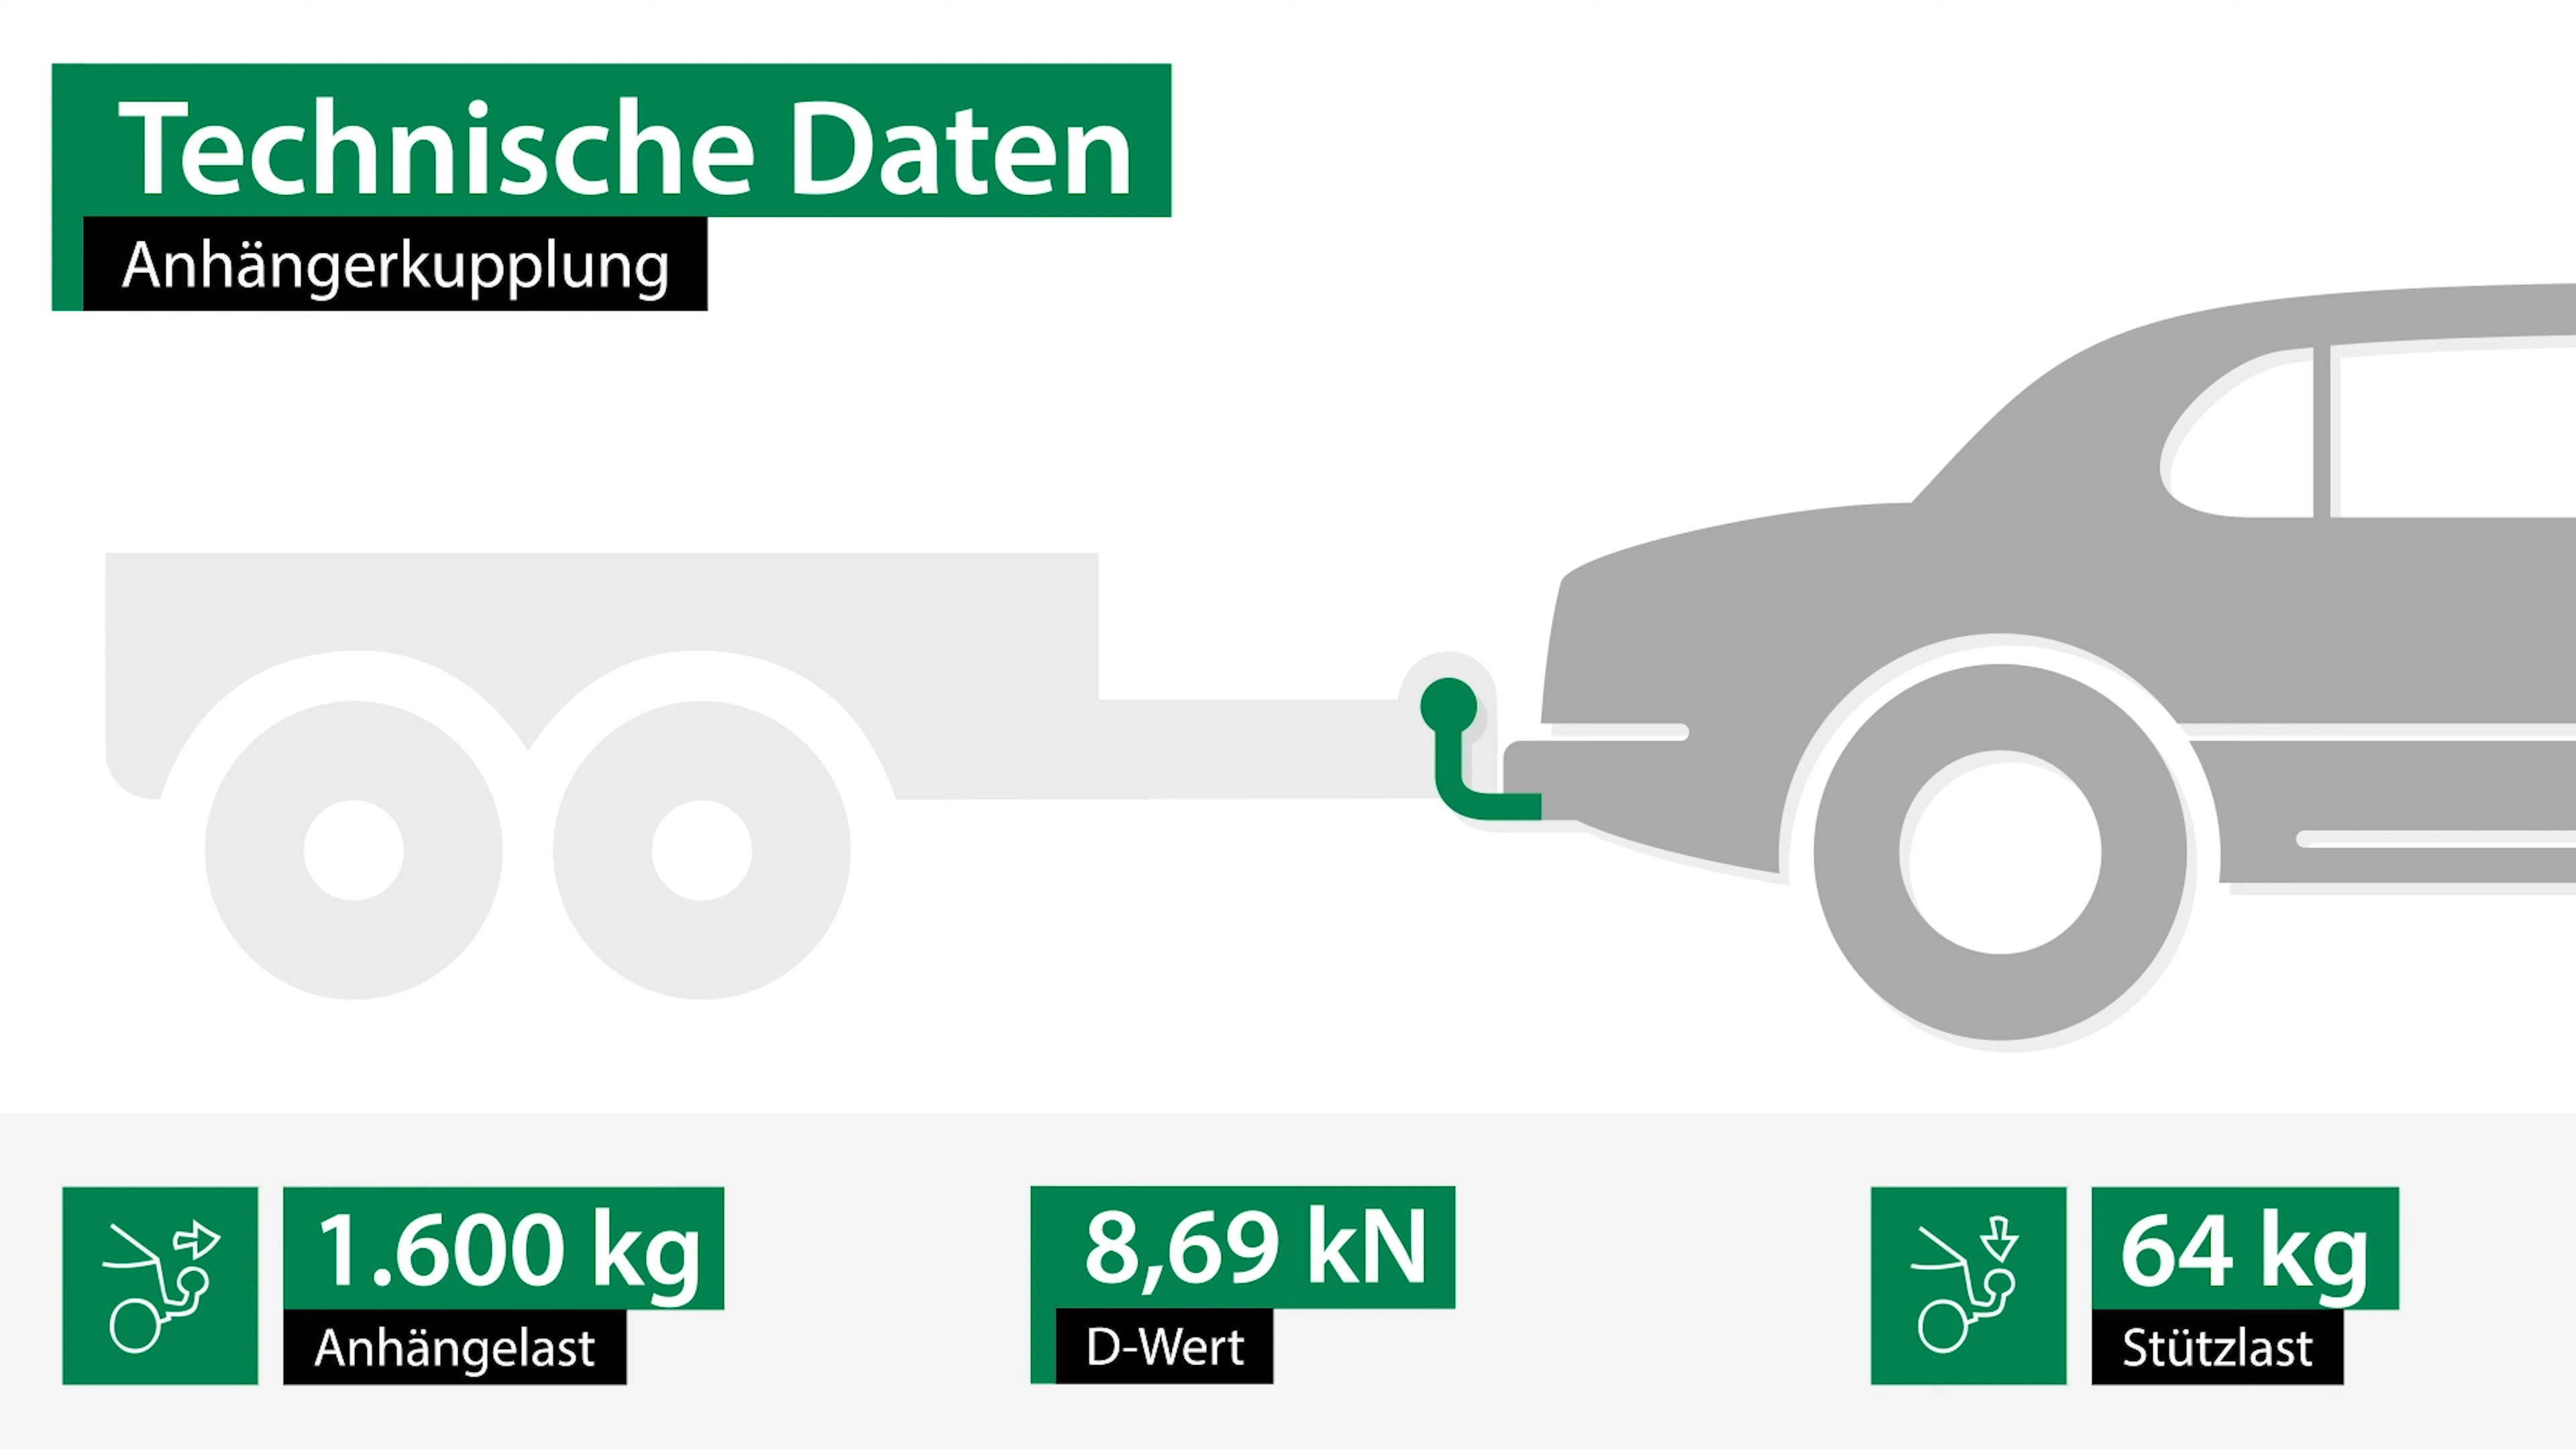 Technische Daten
Anhängerkupplung
1.600 kg
Anhängelast
8,69 kN
D-Wert
64 kg
Stützlast